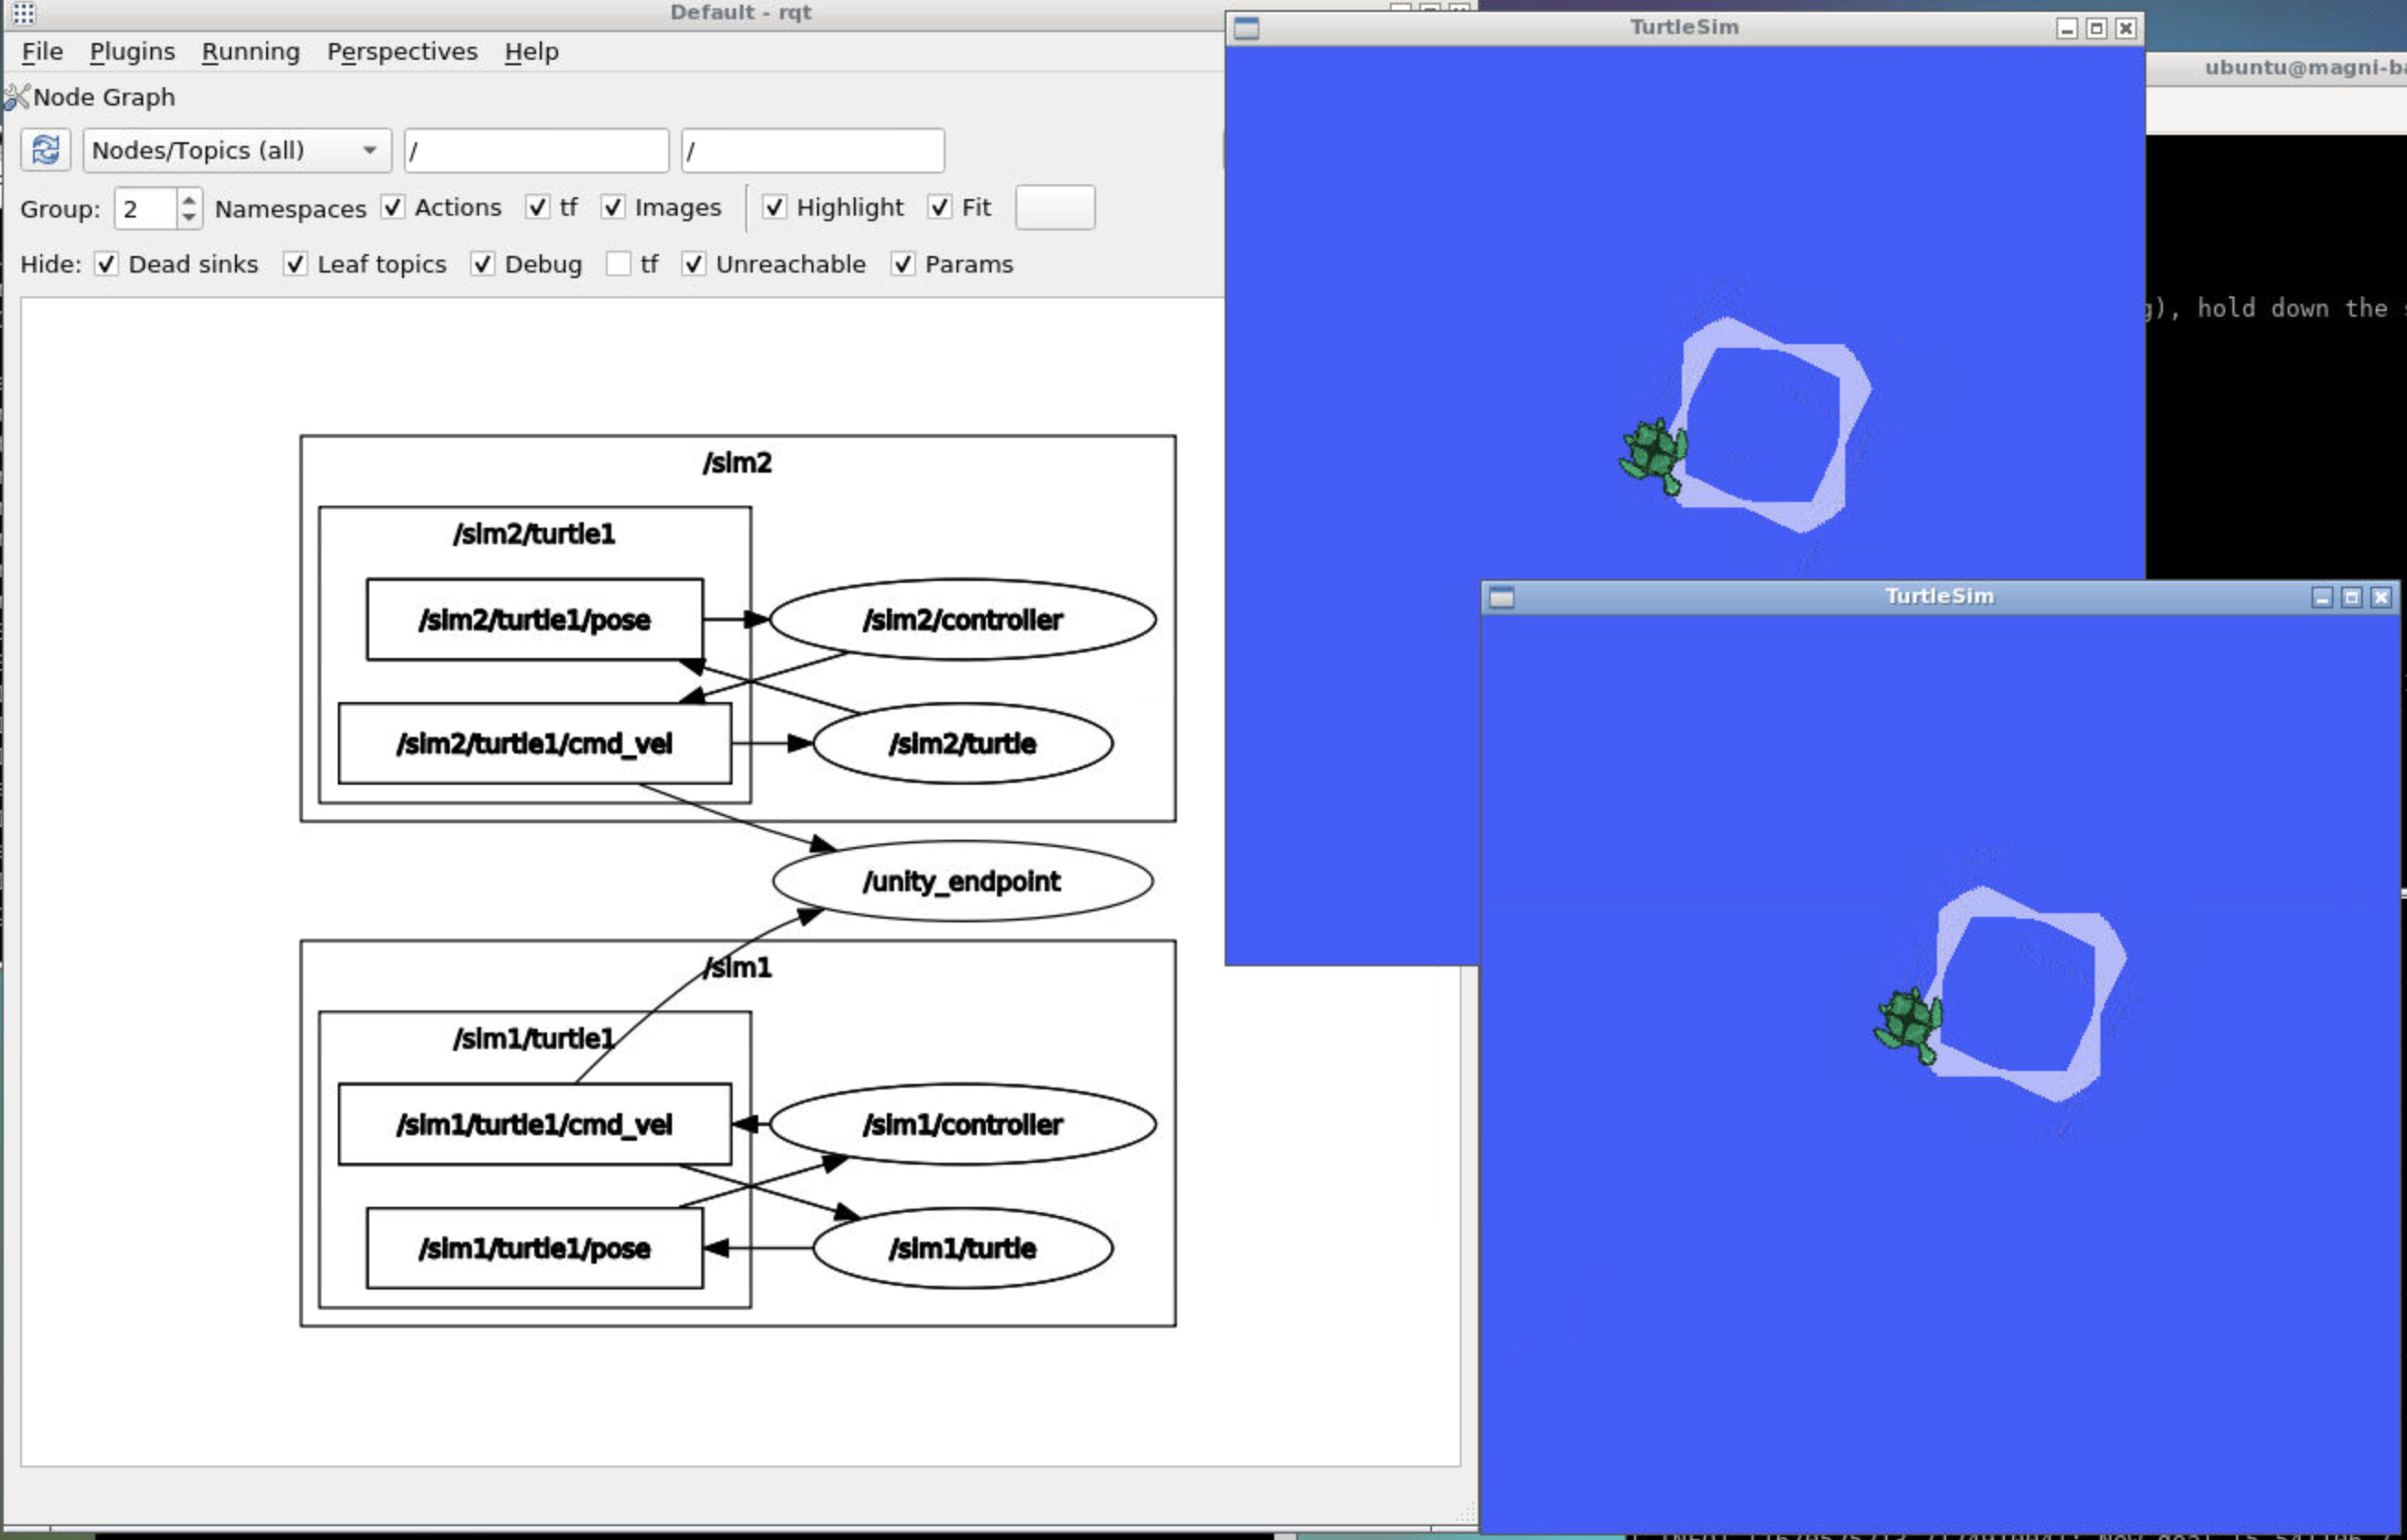 Default - rqt
File Plugins Running Perspectives Help
Node Graph
Nodes/Topics (all) / /
Group: 2 Namespaces Actions tf Images Highlight Fit
Hide: Dead sinks Leaf topics Debug tf Unreachable Params
/sim2
/sim2/turtle1
/sim2/turtle1/pose
/sim2/controller
/sim2/turtle1/cmd_vel
/sim2/turtle
/unity_endpoint
/sim1
/sim1/turtle1
/sim1/turtle1/cmd_vel
/sim1/controller
/sim1/turtle1/pose
/sim1/turtle
TurtleSim
TurtleSim
ubuntu@magni-ba
g), hold down the